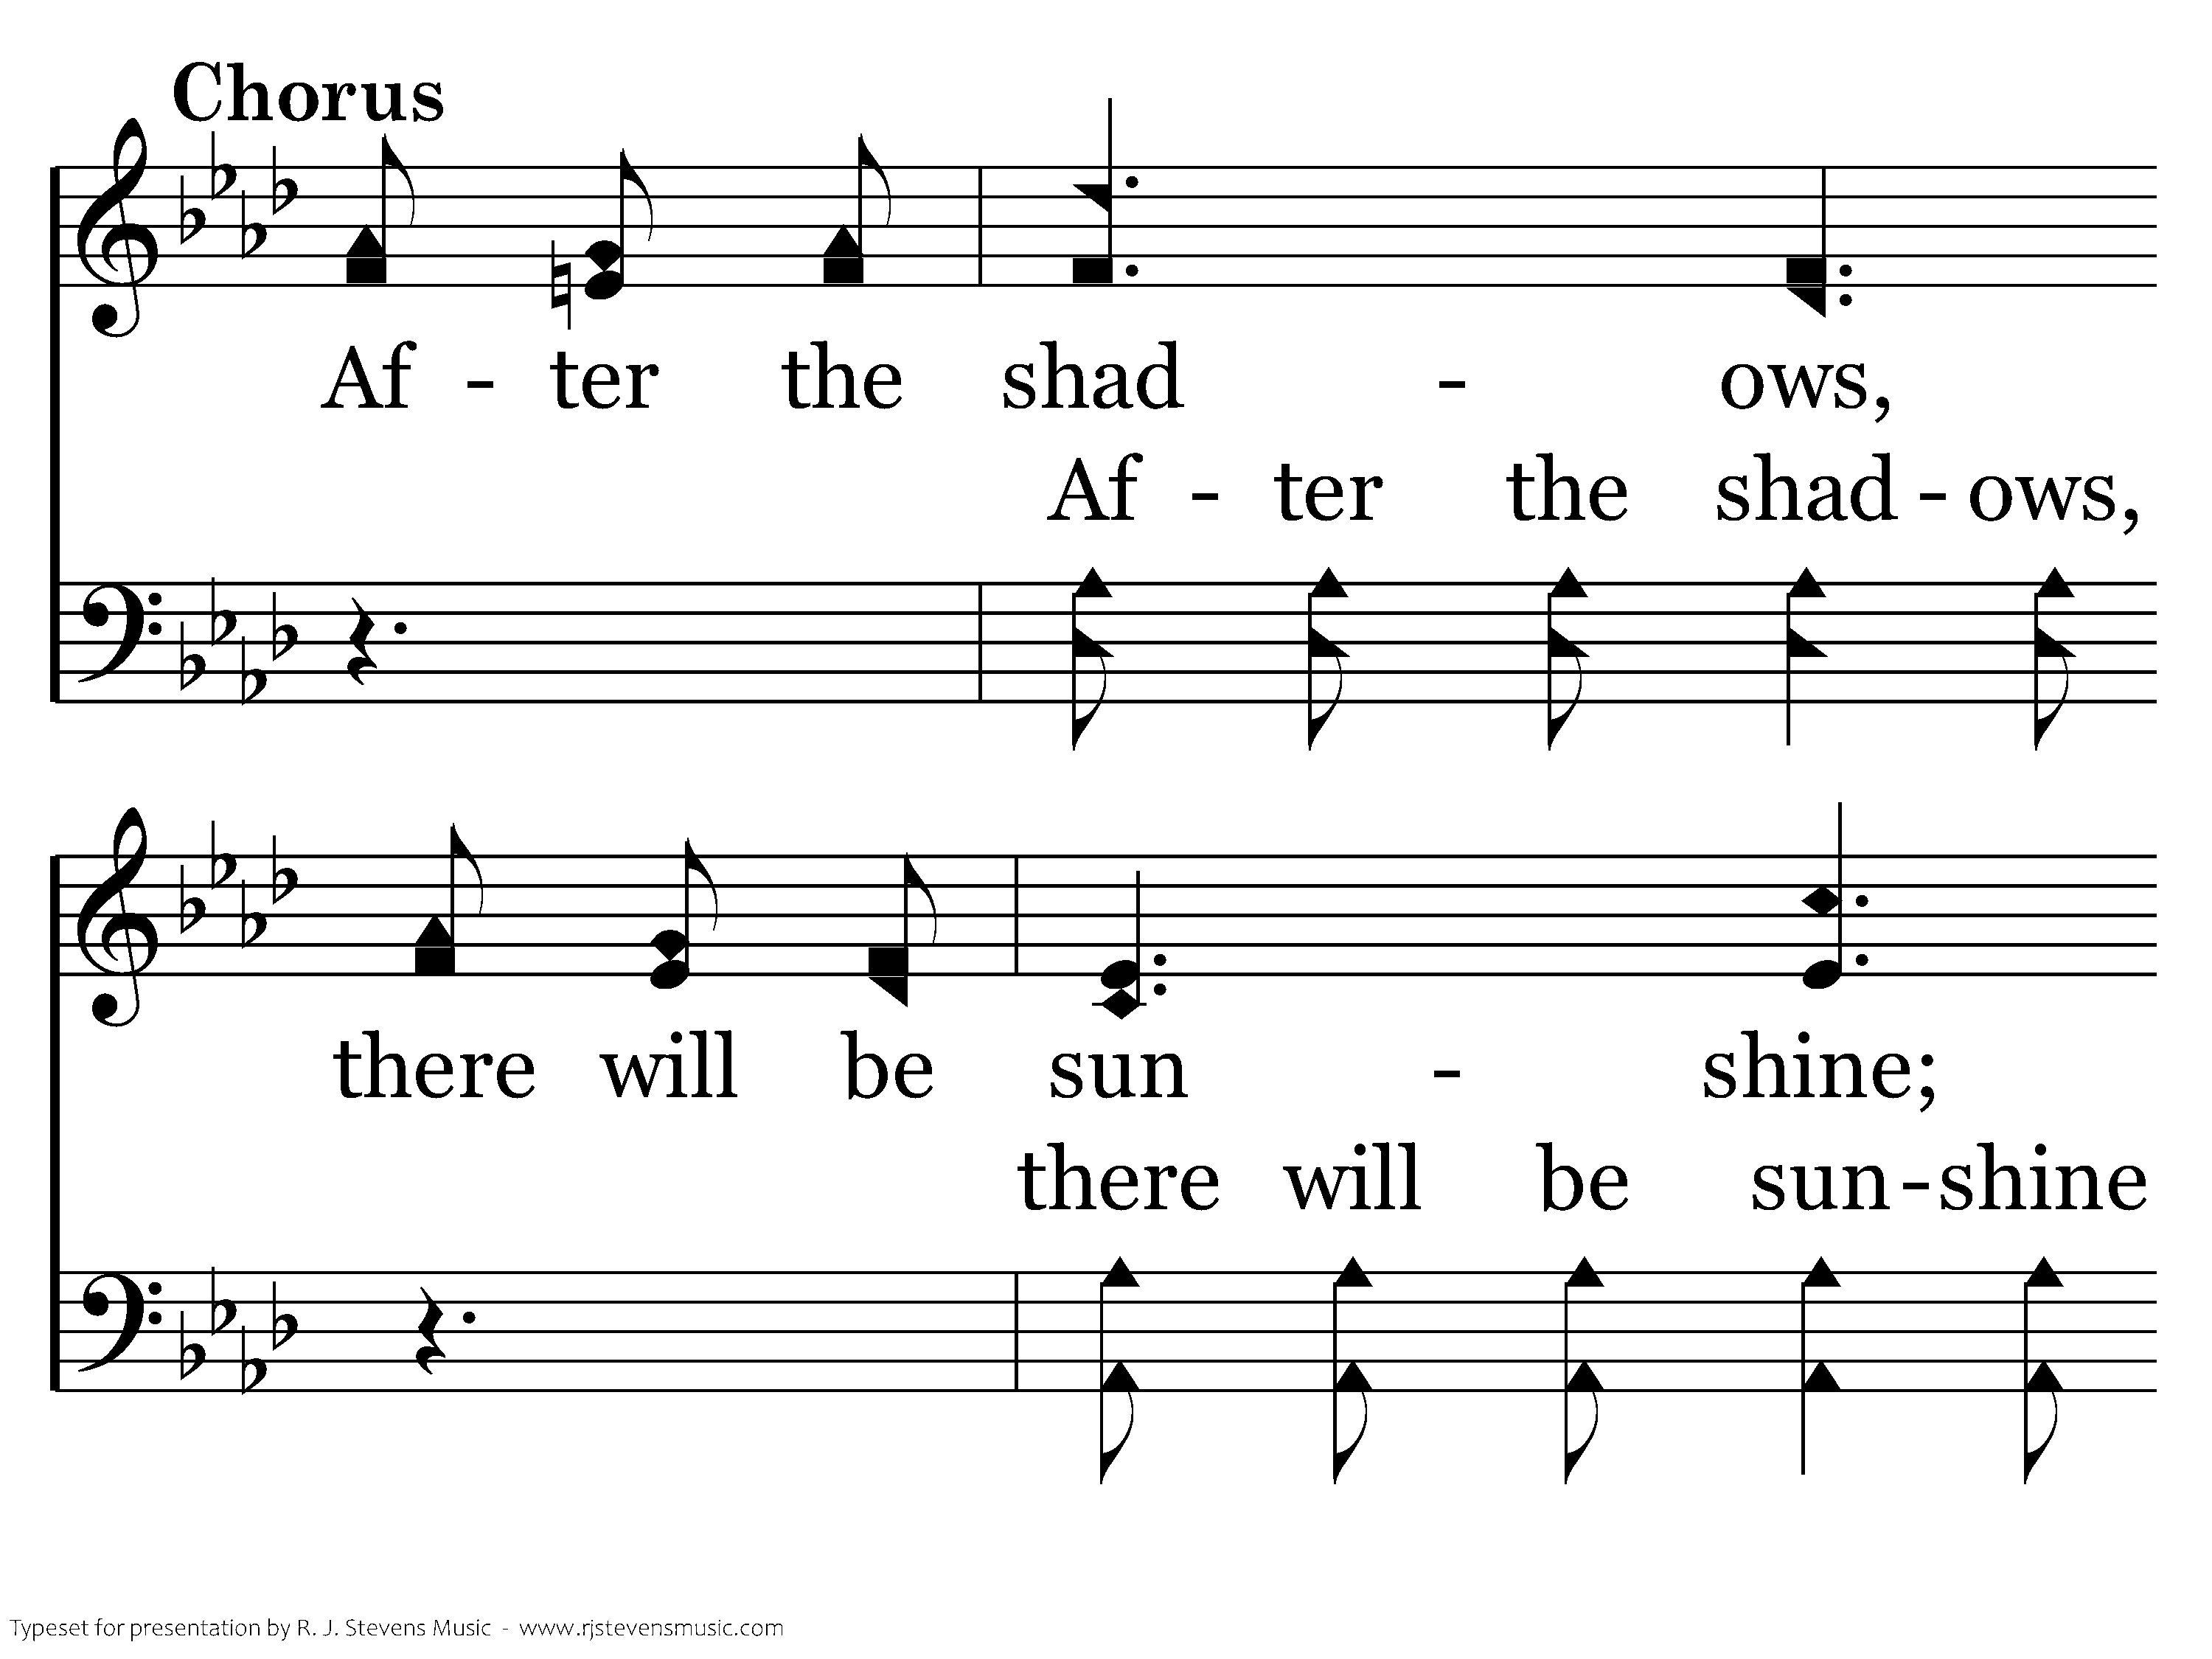 Chorus
Af - ter the shad - ows,
Af - ter the shad - ows,
there will be sun - shine;
there will be sun - shine
Typeset for presentation by R. J. Stevens Music - www.rjstevensmusic.com